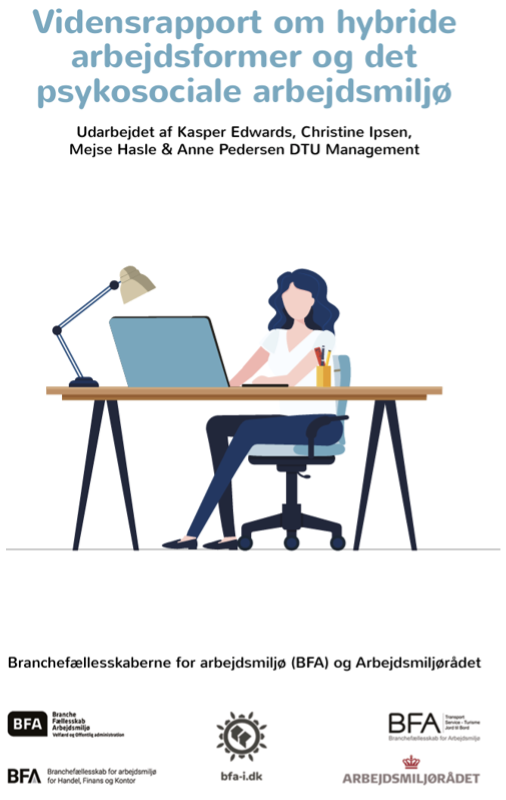 Vidensrapport om hybride
arbejdsformer og det
psykosociale arbejdsmiljø
Udarbejdet af Kasper Edwards, Christine Ipsen,
Mejse Hasle & Anne Pedersen DTU Management
Branchefællesskaberne for arbejdsmiljø (BFA) og Arbejdsmiljørådet
BFA
Branche
Fællesskab
Arbejdsmiljø
Velfærd og Offentlig administration
BFA
Transport
Service - Turisme
Jord til Bord
Branchefællesskab for Arbejdsmiljø
BFA
Branchefællesskab for arbejdsmiljø
for Handel, Finans og Kontor
bfa-i.dk
ARBEJDSMILJØRÅDET